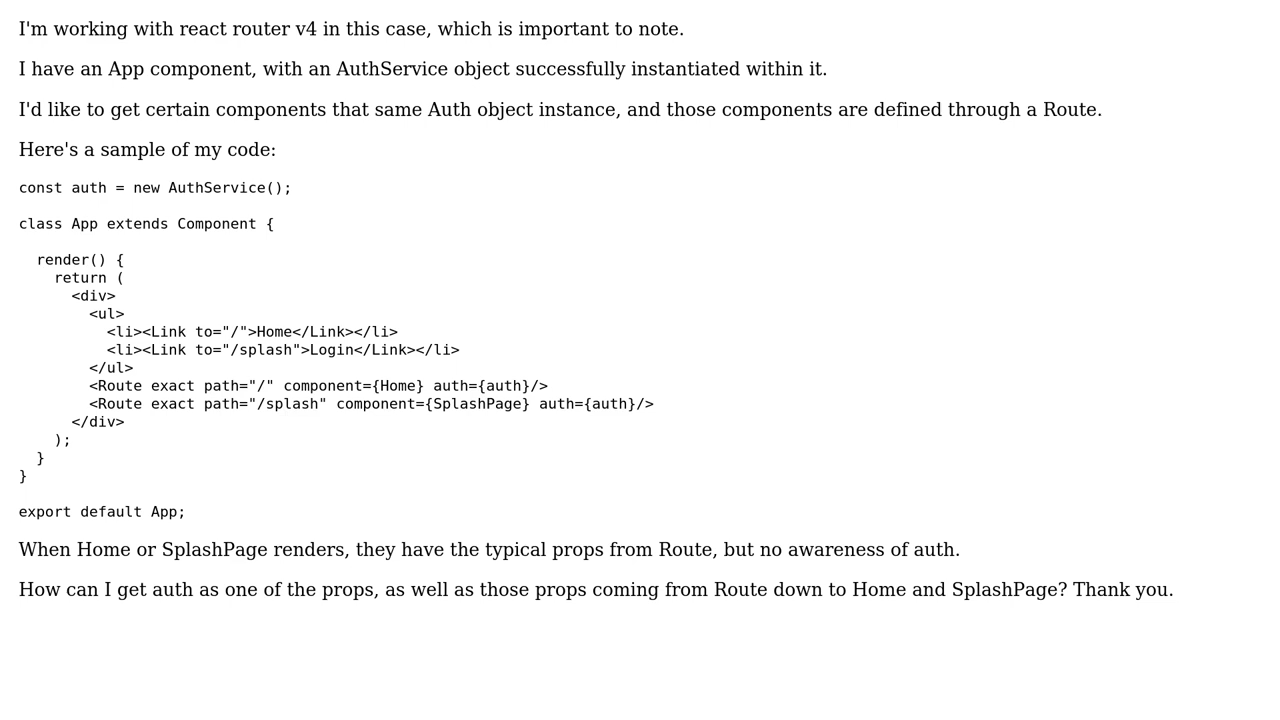 I'm working with react router v4 in this case, which is important to note.
I have an App component, with an AuthService object successfully instantiated within it.
I'd like to get certain components that same Auth object instance, and those components are defined through a Route.
Here's a sample of my code:
const auth = new AuthService();
class App extends Component {
  render() {
    return (
      <div>
        <ul>
          <li><Link to="/">Home</Link></li>
          <li><Link to="/splash">Login</Link></li>
        </ul>
        <Route exact path="/" component={Home} auth={auth}/>
        <Route exact path="/splash" component={SplashPage} auth={auth}/>
      </div>
    );
  }
}
export default App;
When Home or SplashPage renders, they have the typical props from Route, but no awareness of auth.
How can I get auth as one of the props, as well as those props coming from Route down to Home and SplashPage? Thank you.